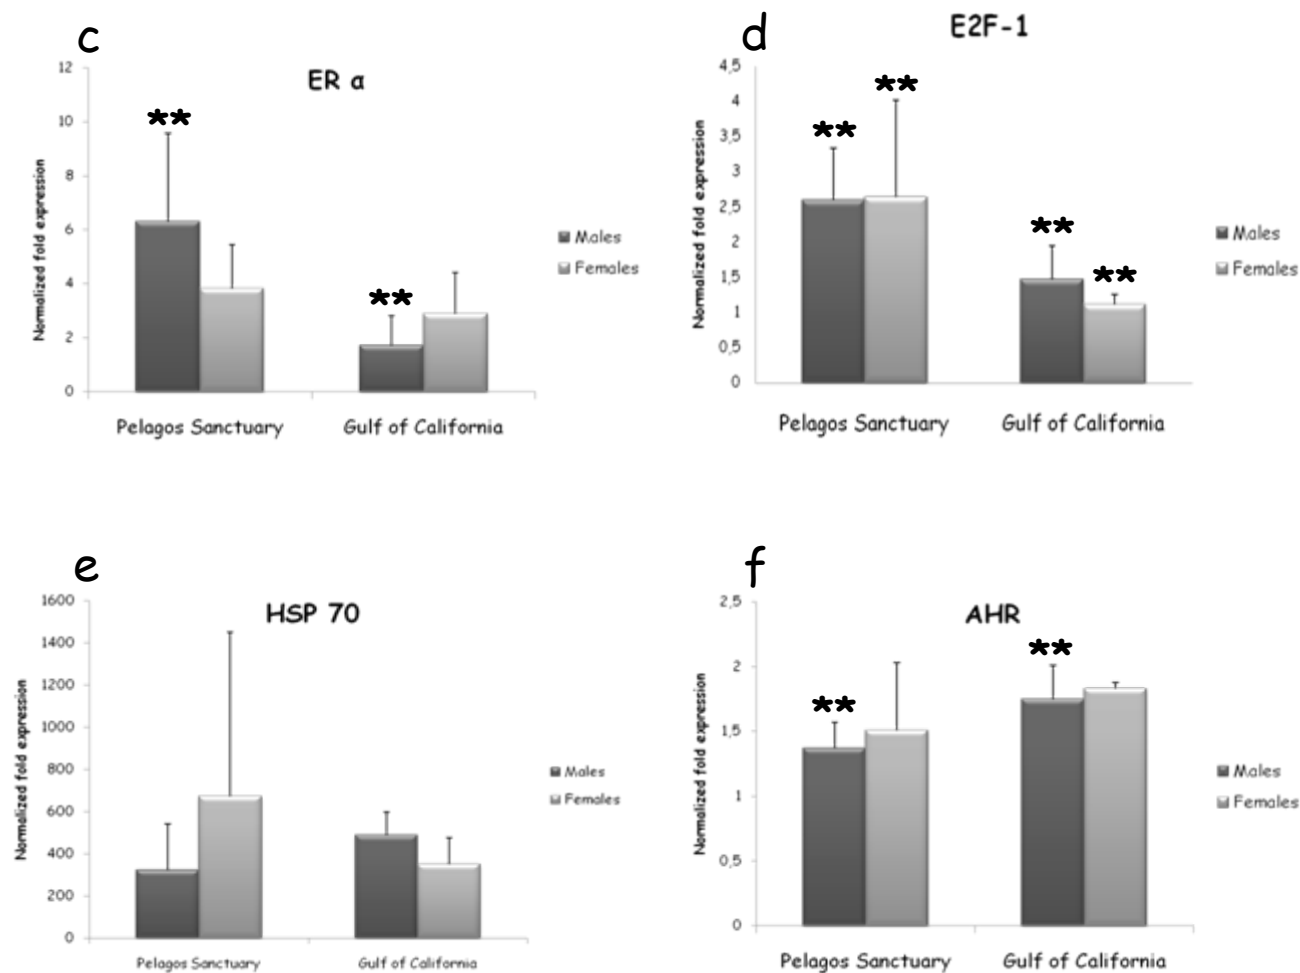 c
ER α
12
10
8
6
4
2
0
Normalized fold expression
**
**
Males
Females
Pelagos Sanctuary
Gulf of California
d
E2F-1
4,5
4
3,5
3
2,5
2
1,5
1
0,5
0
Normalized fold expression
**
**
**
**
Males
Females
Pelagos Sanctuary
Gulf of California
e
HSP 70
1600
1400
1200
1000
800
600
400
200
0
Normalized fold expression
Males
Females
Pelagos Sanctuary
Gulf of California
f
AHR
2,5
2
1,5
1
0,5
0
Normalized fold expression
**
**
Males
Females
Pelagos Sanctuary
Gulf of California